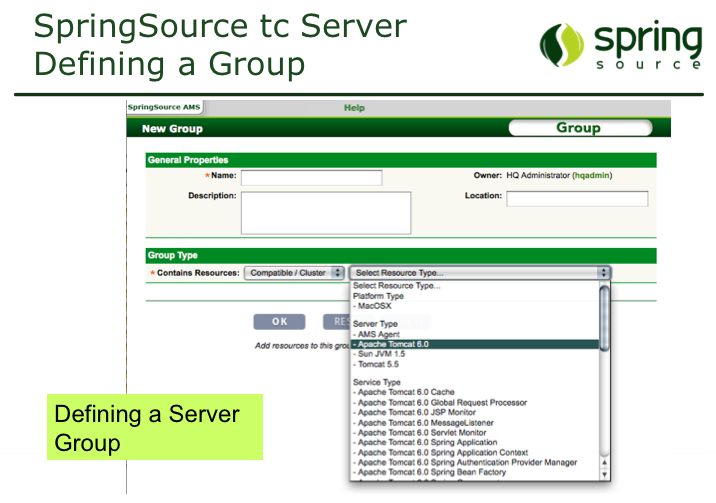 SpringSource tc Server
Defining a Group
spring
source
SpringSource AMS
Help
New Group
Group
General Properties
* Name:
Owner: HQ Administrator (hqadmin)
Description:
Location:
Group Type
* Contains Resources: Compatible / Cluster Select Resource Type...
Select Resource Type...
Platform Type
- MacOSX
Server Type
- AMS Agent
- Apache Tomcat 6.0
- Sun JVM 1.5
- Tomcat 5.5
Service Type
- Apache Tomcat 6.0 Cache
- Apache Tomcat 6.0 Global Request Processor
- Apache Tomcat 6.0 JSP Monitor
- Apache Tomcat 6.0 MessageListener
- Apache Tomcat 6.0 Servlet Monitor
- Apache Tomcat 6.0 Spring Application
- Apache Tomcat 6.0 Spring Application Context
- Apache Tomcat 6.0 Spring Authentication Provider Manager
- Apache Tomcat 6.0 Spring Bean Factory
OK RES
Add resources to this grou
Defining a Server
Group